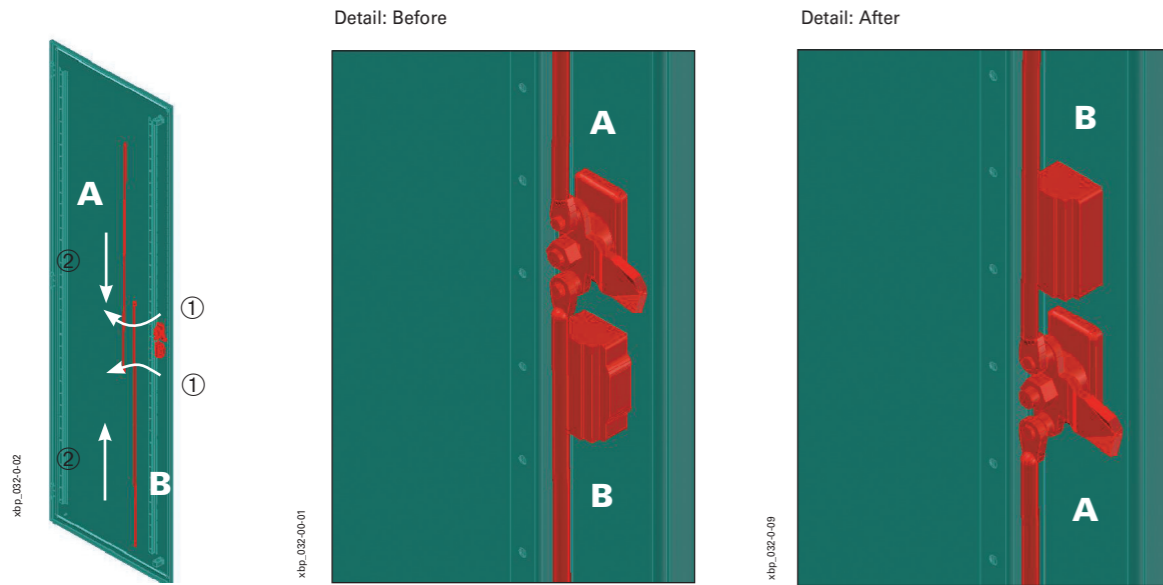 Detail: Before
Detail: After
A
②
①
①
②
B
xbp_032-0-02
A
B
xbp_032-00-01
B
A
xbp_032-0-09